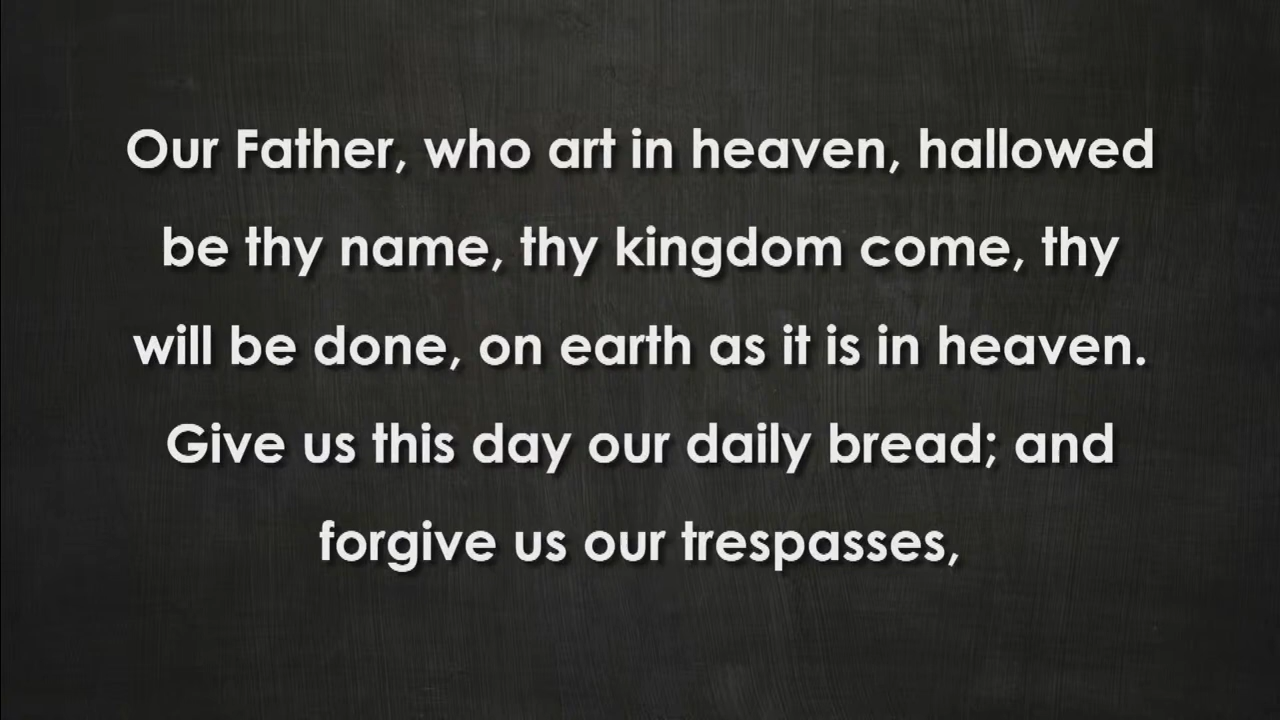 Our Father, who art in heaven, hallowed
be thy name, thy kingdom come, thy
will be done, on earth as it is in heaven.
Give us this day our daily bread; and
forgive us our trespasses,